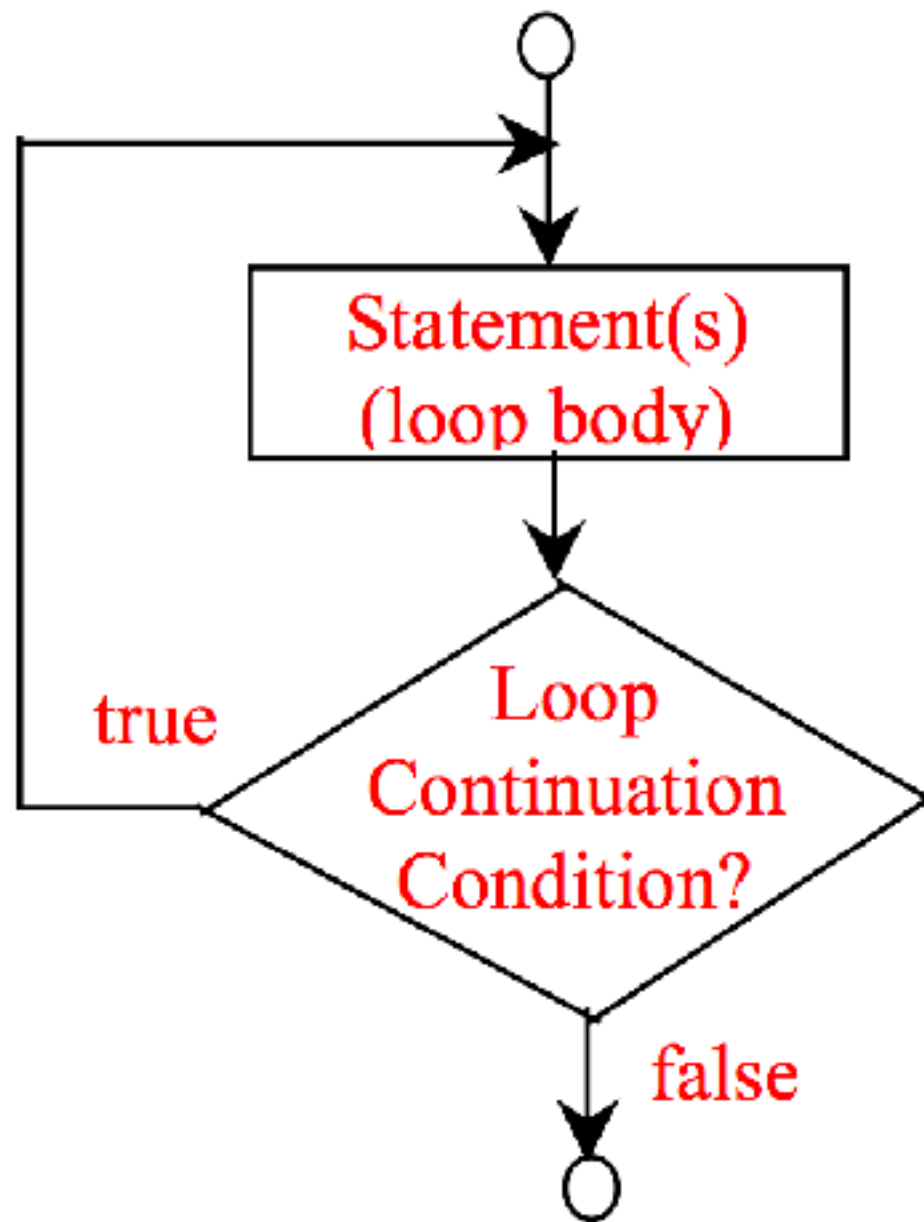 Statement(s)
(loop body)
true
Loop
Continuation
Condition?
false